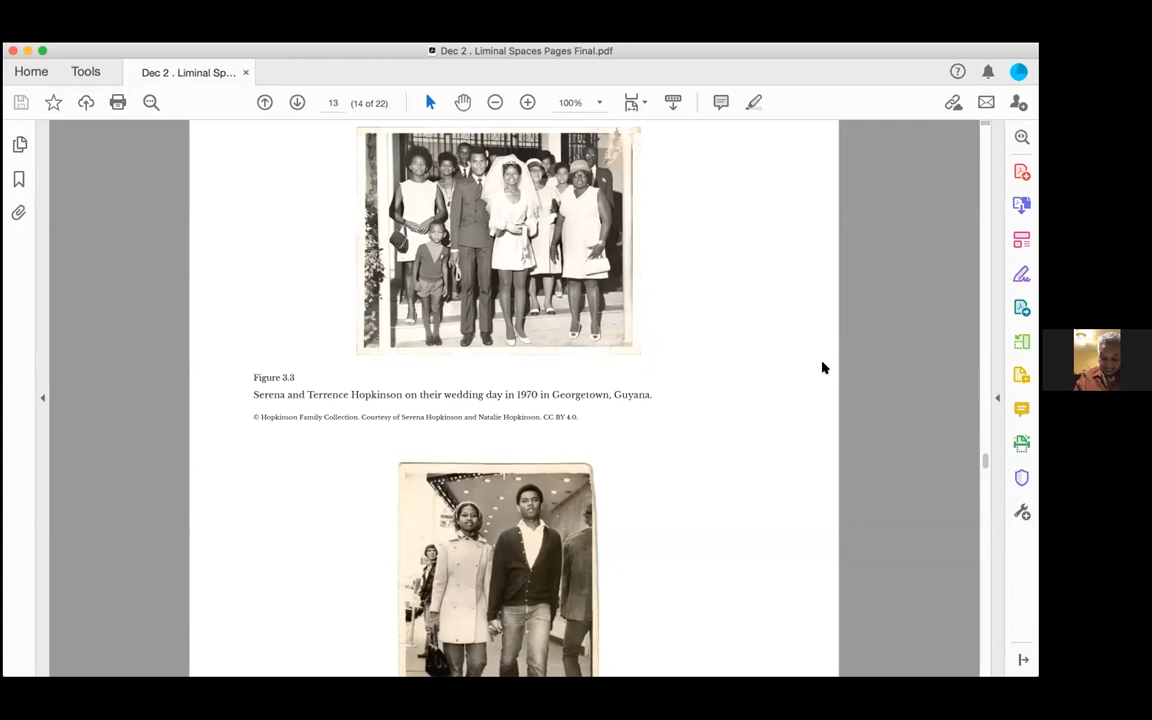 Dec 2 . Liminal Spaces Pages Final.pdf
Home
Tools
Dec 2 . Liminal Sp... ×
13 (14 of 22)
100%
Figure 3.3
Serena and Terrence Hopkinson on their wedding day in 1970 in Georgetown, Guyana.
© Hopkinson Family Collection. Courtesy of Serena Hopkinson and Natalie Hopkinson. CC BY 4.0.